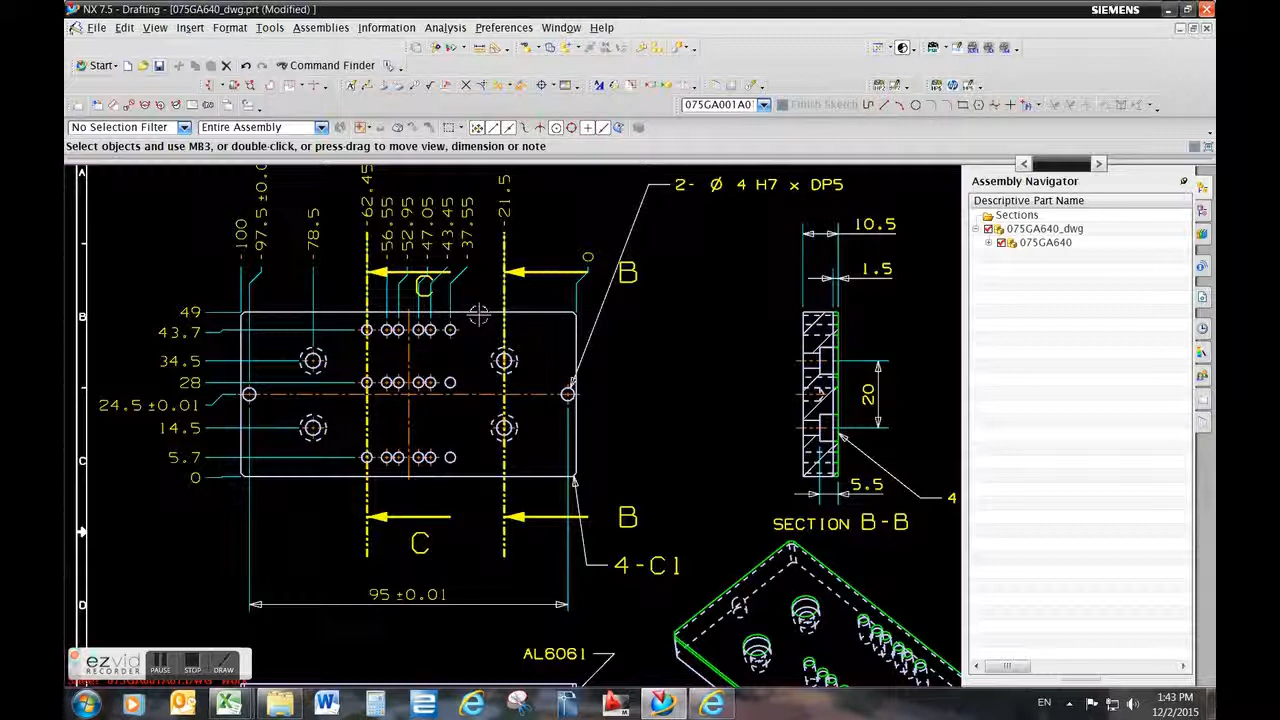 NX 7.5 - Drafting - [075GA640_dwg.prt (Modified) ]
SIEMENS
File Edit View Insert Format Tools Assemblies Information Analysis Preferences Window Help
Start
Command Finder
075GA001A0
Finish Sketch
No Selection Filter
Entire Assembly
Select objects and use MB3, or double-click, or press-drag to move view, dimension or note
Assembly Navigator
Descriptive Part Name
Sections
075GA640_dwg
075GA640
A
B
C
D
100
97.5 ±0.0
78.5
62.45
56.55
52.95
47.05
43.45
37.55
21.5
0
2- Ø 4 H7 x DP5
C
B
49
43.7
34.5
28
24.5 ±0.01
14.5
5.7
0
C
B
4-C1
95 ±0.01
10.5
1.5
20
5.5
4
SECTION B-B
AL6061
ezvid
RECORDER
PAUSE
STOP
DRAW
EN
1:43 PM
12/2/2015